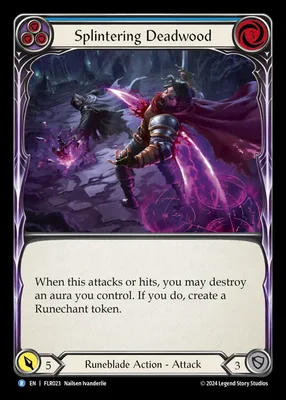 Splintering Deadwood
When this attacks or hits, you may destroy
an aura you control. If you do, create a
Runechant token.
5
Runeblade Action - Attack
3
R EN | FLR023 Nailsen Ivanderlie
© 2024 Legend Story Studios